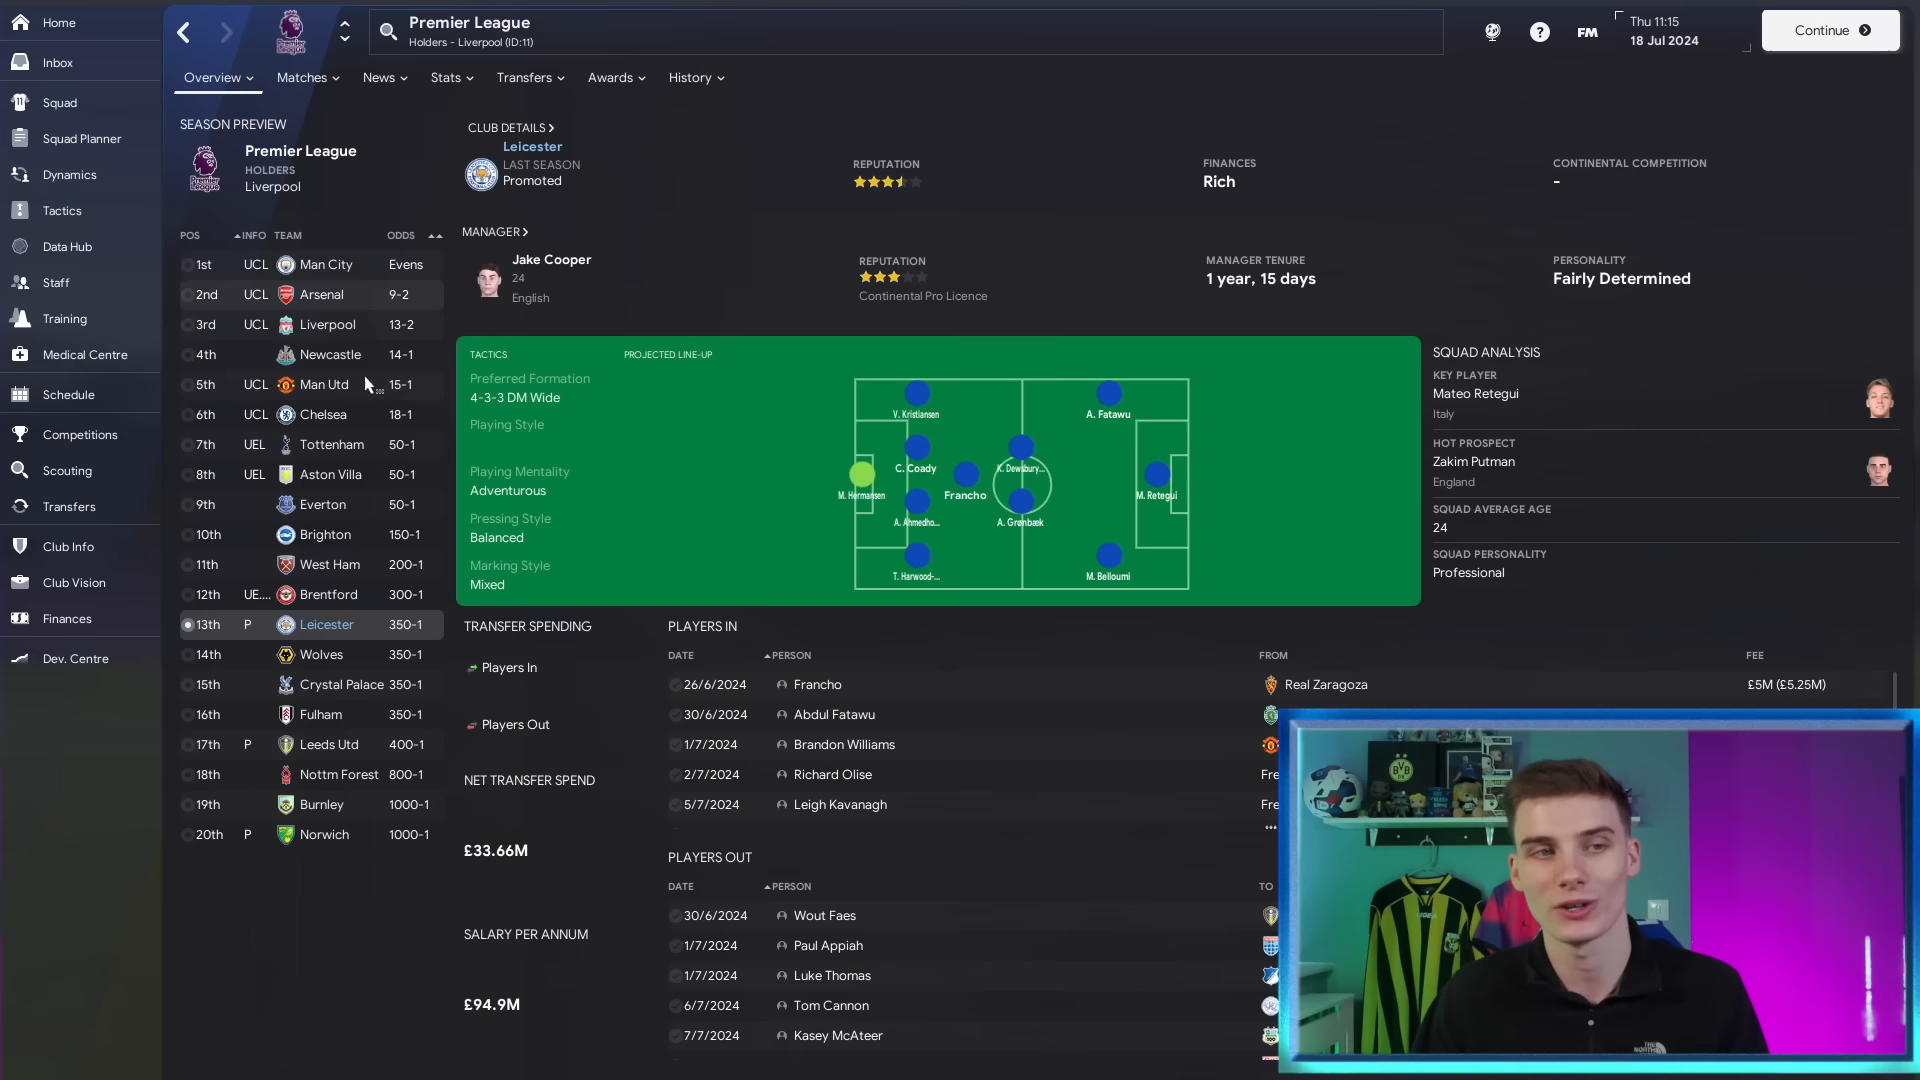 Home
Inbox
Squad
Squad Planner
Dynamics
Tactics
Data Hub
Staff
Training
Medical Centre
Schedule
Competitions
Scouting
Transfers
Club Info
Club Vision
Finances
Dev. Centre
Premier League
Holders - Liverpool (ID:11)
FM
Thu 11:15
18 Jul 2024
Continue
Overview Matches News Stats Transfers Awards History
SEASON PREVIEW
Premier League
HOLDERS
Liverpool
POS INFO TEAM ODDS
1st UCL Man City Evens
2nd UCL Arsenal 9-2
3rd UCL Liverpool 13-2
4th Newcastle 14-1
5th UCL Man Utd 15-1
6th UCL Chelsea 18-1
7th UEL Tottenham 50-1
8th UEL Aston Villa 50-1
9th Everton 50-1
10th Brighton 150-1
11th West Ham 200-1
12th UE.... Brentford 300-1
13th P Leicester 350-1
14th Wolves 350-1
15th Crystal Palace 350-1
16th Fulham 350-1
17th P Leeds Utd 400-1
18th Nottm Forest 800-1
19th Burnley 1000-1
20th P Norwich 1000-1
CLUB DETAILS >
Leicester
LAST SEASON
Promoted
REPUTATION
FINANCES
Rich
CONTINENTAL COMPETITION
-
MANAGER >
Jake Cooper
24
English
REPUTATION
Continental Pro Licence
MANAGER TENURE
1 year, 15 days
PERSONALITY
Fairly Determined
TACTICS
Preferred Formation
4-3-3 DM Wide
Playing Style
Playing Mentality
Adventurous
Pressing Style
Balanced
Marking Style
Mixed
PROJECTED LINE-UP
V. Kristiansen
A. Fatawu
C. Coady
K. Dewsbury...
M. Hermansen
Francho
M. Retegui
A. Ahmedho...
A. Grønbæk
T. Harwood-...
M. Belloumi
SQUAD ANALYSIS
KEY PLAYER
Mateo Retegui
Italy
HOT PROSPECT
Zakim Putman
England
SQUAD AVERAGE AGE
24
SQUAD PERSONALITY
Professional
TRANSFER SPENDING
Players In
Players Out
NET TRANSFER SPEND
£33.66M
SALARY PER ANNUM
£94.9M
PLAYERS IN
DATE PERSON FROM FEE
26/6/2024 Francho Real Zaragoza £5M (£5.25M)
30/6/2024 Abdul Fatawu
1/7/2024 Brandon Williams
2/7/2024 Richard Olise Fre
5/7/2024 Leigh Kavanagh Fre
PLAYERS OUT
DATE PERSON TO
30/6/2024 Wout Faes
1/7/2024 Paul Appiah
1/7/2024 Luke Thomas
6/7/2024 Tom Cannon
7/7/2024 Kasey McAteer
BVB
THE
NORTH